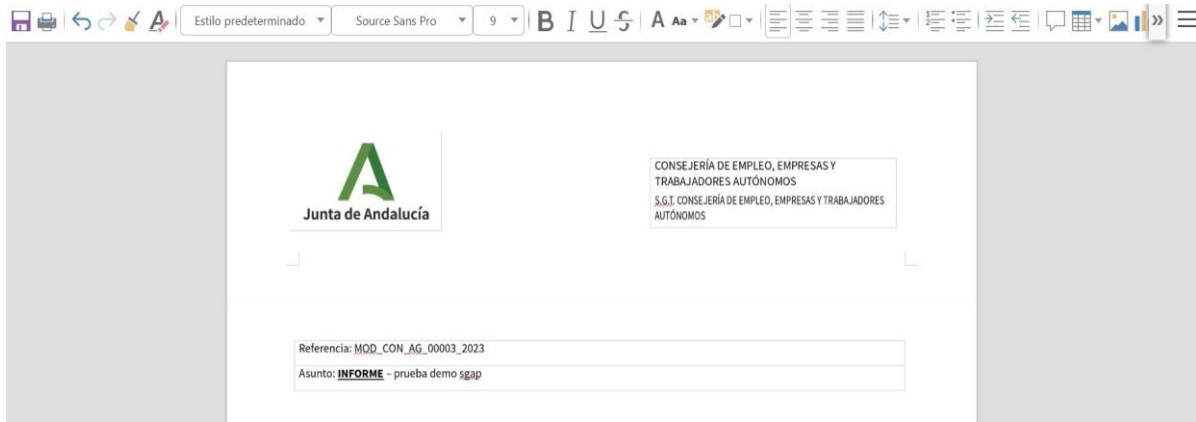 Estilo predeterminado Source Sans Pro 9 B I U S A Aa
CONSEJERÍA DE EMPLEO, EMPRESAS Y
TRABAJADORES AUTÓNOMOS
S.G.T. CONSEJERÍA DE EMPLEO, EMPRESAS Y TRABAJADORES
AUTÓNOMOS
Junta de Andalucía
Referencia: MOD_CON_AG_00003_2023
Asunto: INFORME – prueba demo sgap